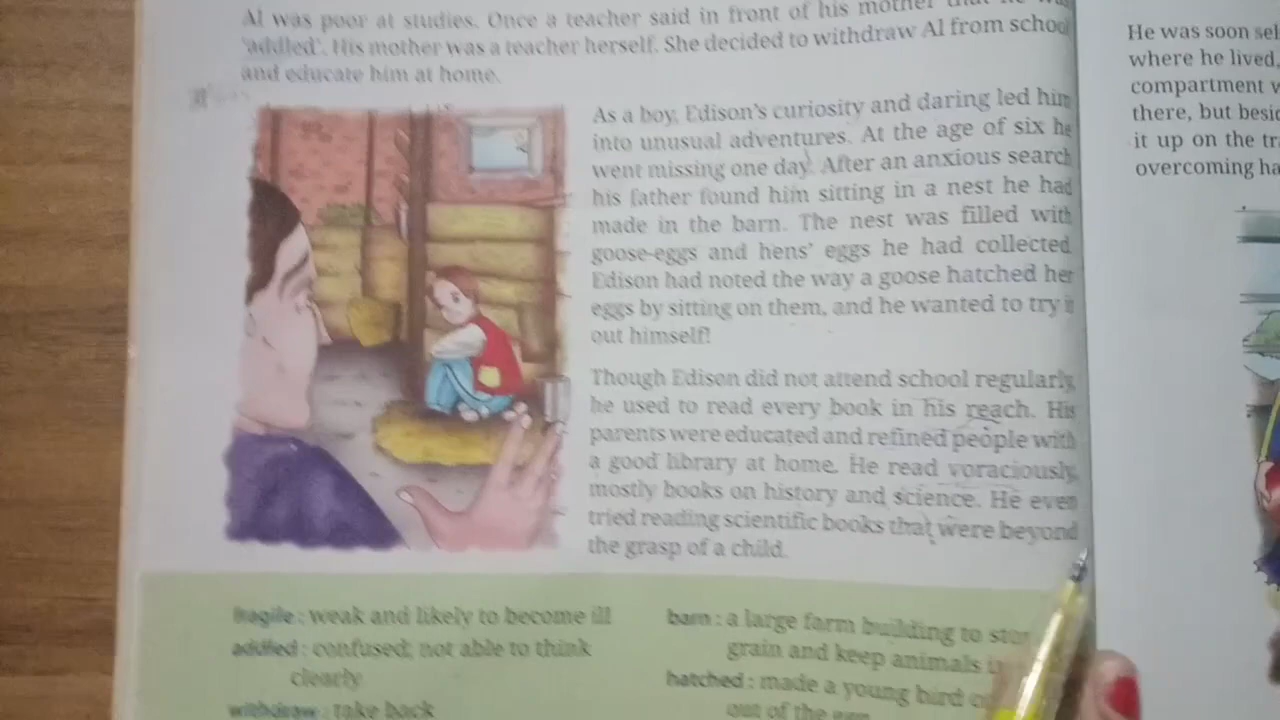 Al was poor at studies. Once a teacher said in front of his mother that he was
'addled'. His mother was a teacher herself. She decided to withdraw Al from school
and educate him at home.
As a boy, Edison's curiosity and daring led him
into unusual adventures. At the age of six he
went missing one day. After an anxious search
his father found him sitting in a nest he had
made in the barn. The nest was filled with
goose-eggs and hens' eggs he had collected
Edison had noted the way a goose hatched her
eggs by sitting on them, and he wanted to try it
out himself!
Though Edison did not attend school regularly,
he used to read every book in his reach. His
parents were educated and refined people with
a good library at home. He read voraciously,
mostly books on history and science. He even
tried reading scientific books that were beyond
the grasp of a child.
fragile : weak and likely to become ill
addled : confused; not able to think
clearly
withdraw : take back
barn : a large farm building to
grain and keep animals
hatched : made a young bird
out of the egg
He was soon
where he lived.
compartment
there, but
it up on the
overcoming